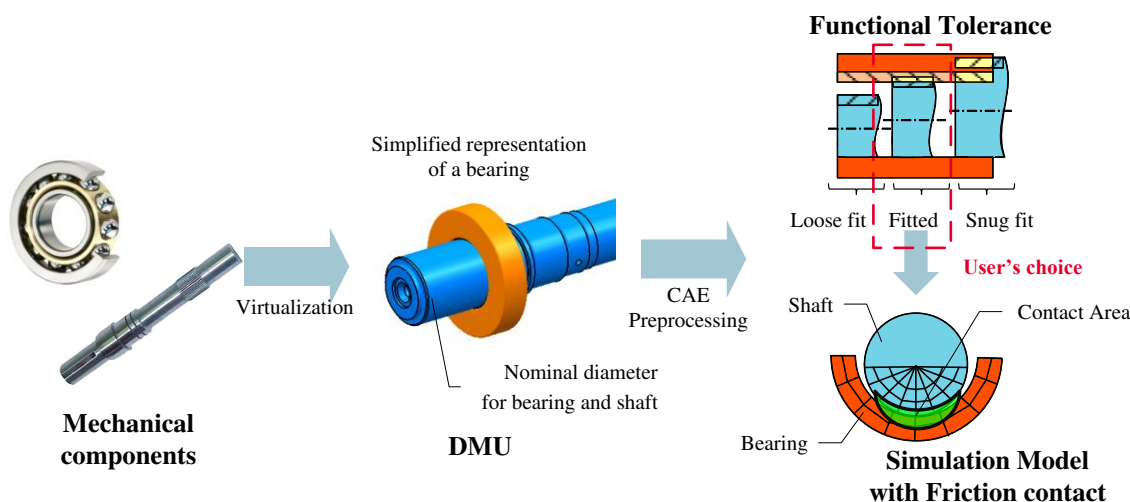 Mechanical
components
Virtualization
Simplified representation
of a bearing
Nominal diameter
for bearing and shaft
DMU
CAE
Preprocessing
Functional Tolerance
Loose fit
Fitted
Snug fit
User's choice
Shaft
Contact Area
Bearing
Simulation Model
with Friction contact